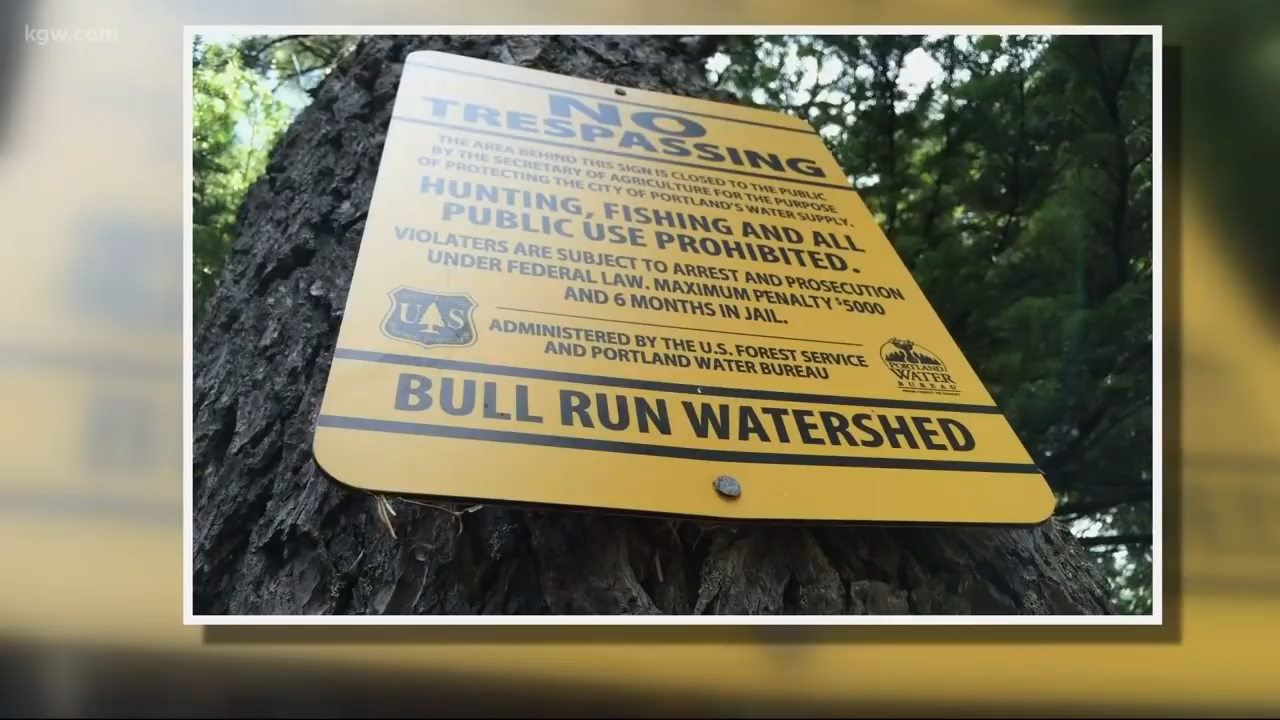 kgw.com
NO
TRESPASSING
THE AREA BEHIND THIS SIGN IS CLOSED TO THE PUBLIC
BY THE SECRETARY OF AGRICULTURE FOR THE PURPOSE
OF PROTECTING THE CITY OF PORTLAND'S WATER SUPPLY.
HUNTING, FISHING AND ALL
PUBLIC USE PROHIBITED.
VIOLATERS ARE SUBJECT TO ARREST AND PROSECUTION
UNDER FEDERAL LAW. MAXIMUM PENALTY $5000
AND 6 MONTHS IN JAIL.
UAS
ADMINISTERED BY THE U.S. FOREST SERVICE
AND PORTLAND WATER BUREAU
PORTLAND
WATER
BUREAU
BULL RUN WATERSHED